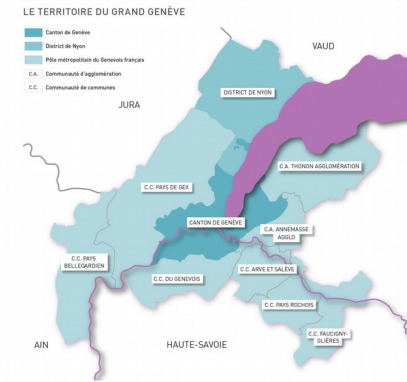 LE TERRITOIRE DU GRAND GENÈVE
Canton de Genève
District de Nyon
Pôle métropolitain du Genevois français
C.A. Communauté d'agglomération
C.C. Communauté de communes
VAUD
JURA
DISTRICT DE NYON
C.A. THONON AGGLOMÉRATION
C.C. PAYS DE GEX
CANTON DE GENÈVE
C.A. ANNEMASSE
AGGLO
C.C. PAYS
BELLEGARDIEN
C.C. DU GENEVOIS
C.C. ARVE ET SALÈVE
C.C. PAYS ROCHOIS
C.C. FAUCIGNY-
GLIÈRES
AIN
HAUTE-SAVOIE